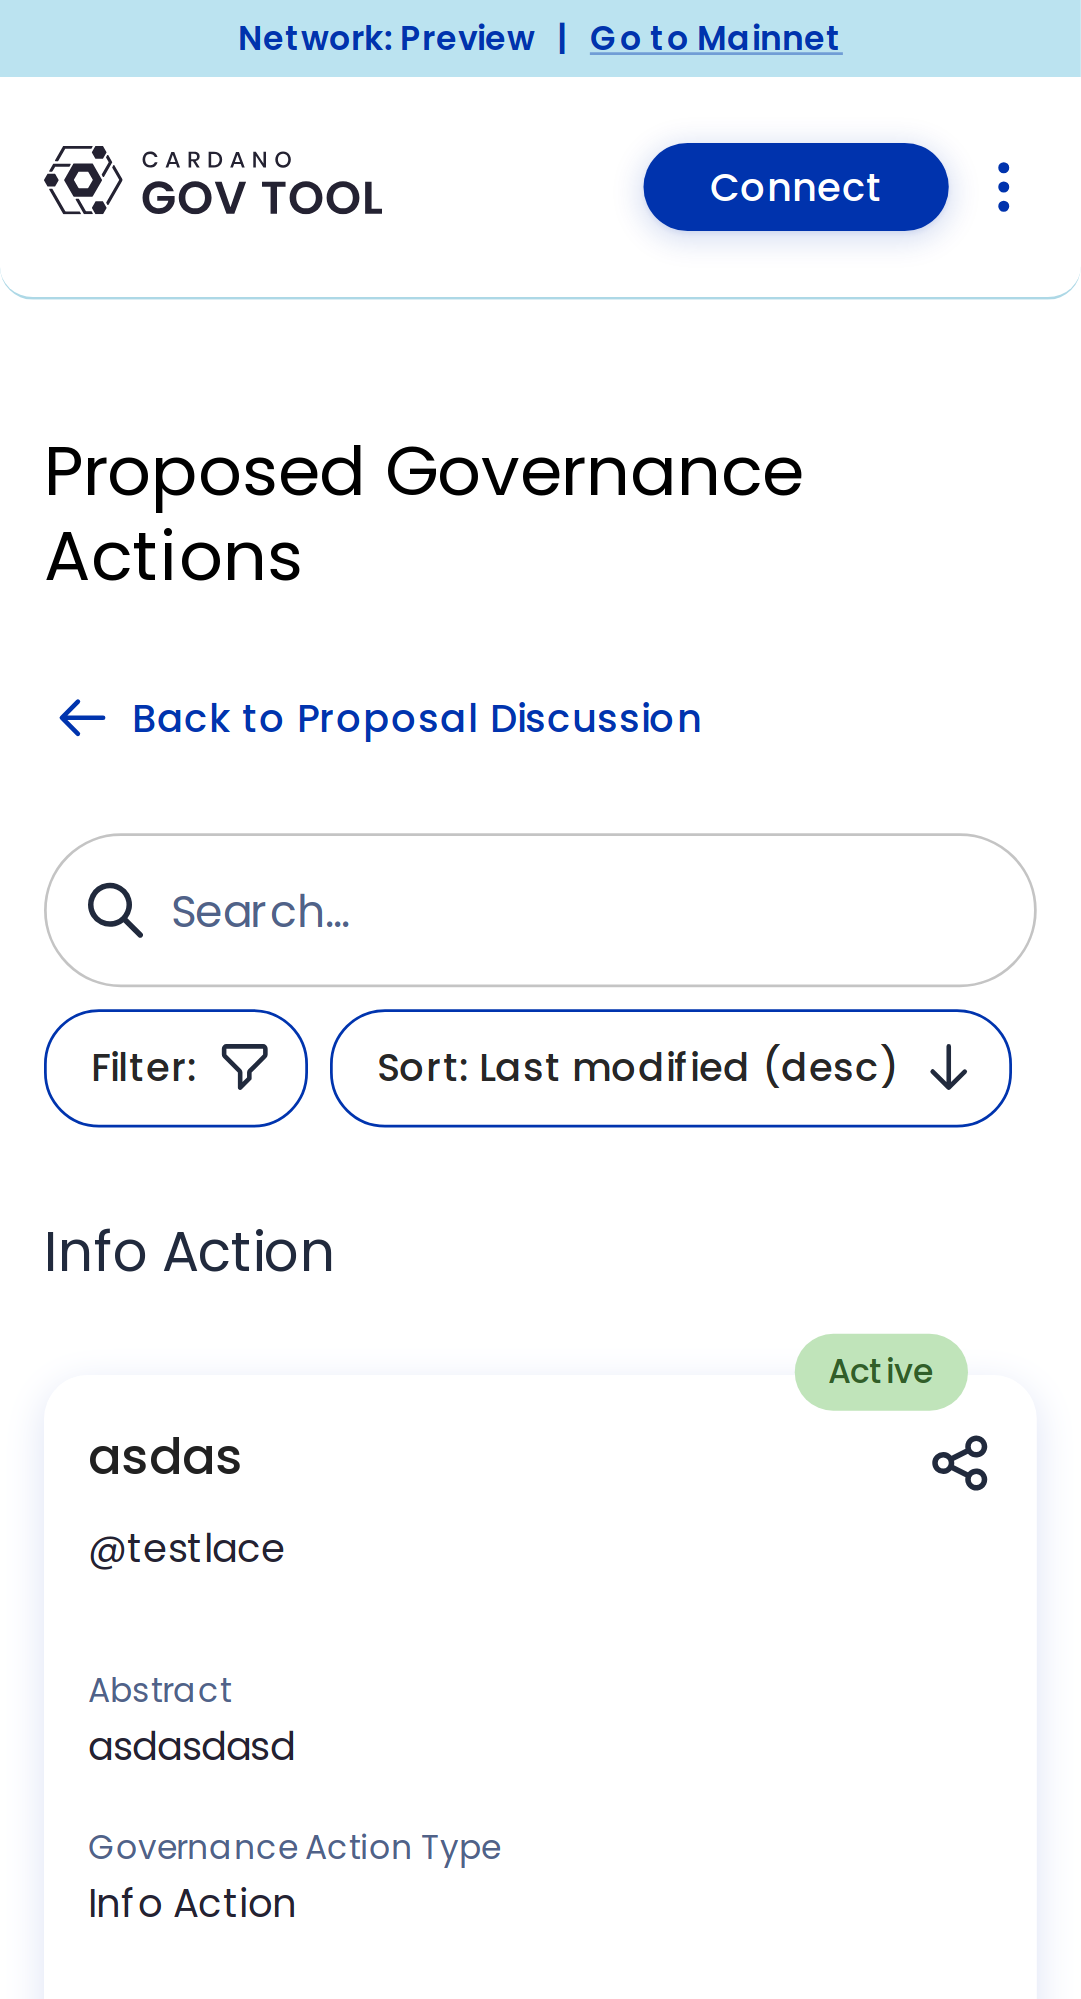 Network: Preview | Go to Mainnet
CARDANO
GOV TOOL
Connect
Proposed Governance
Actions
Back to Proposal Discussion
Search...
Filter:
Sort: Last modified (desc)
Info Action
Active
asdas
@testlace
Abstract
asdasdasd
Governance Action Type
Info Action